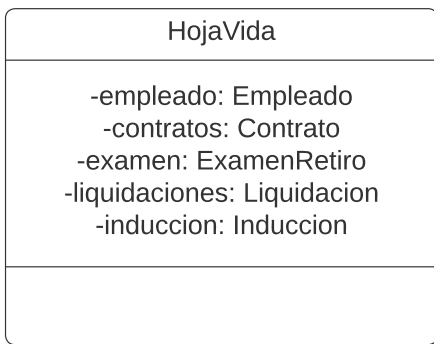 HojaVida
-empleado: Empleado
-contratos: Contrato
-examen: ExamenRetiro
-liquidaciones: Liquidacion
-induccion: Induccion